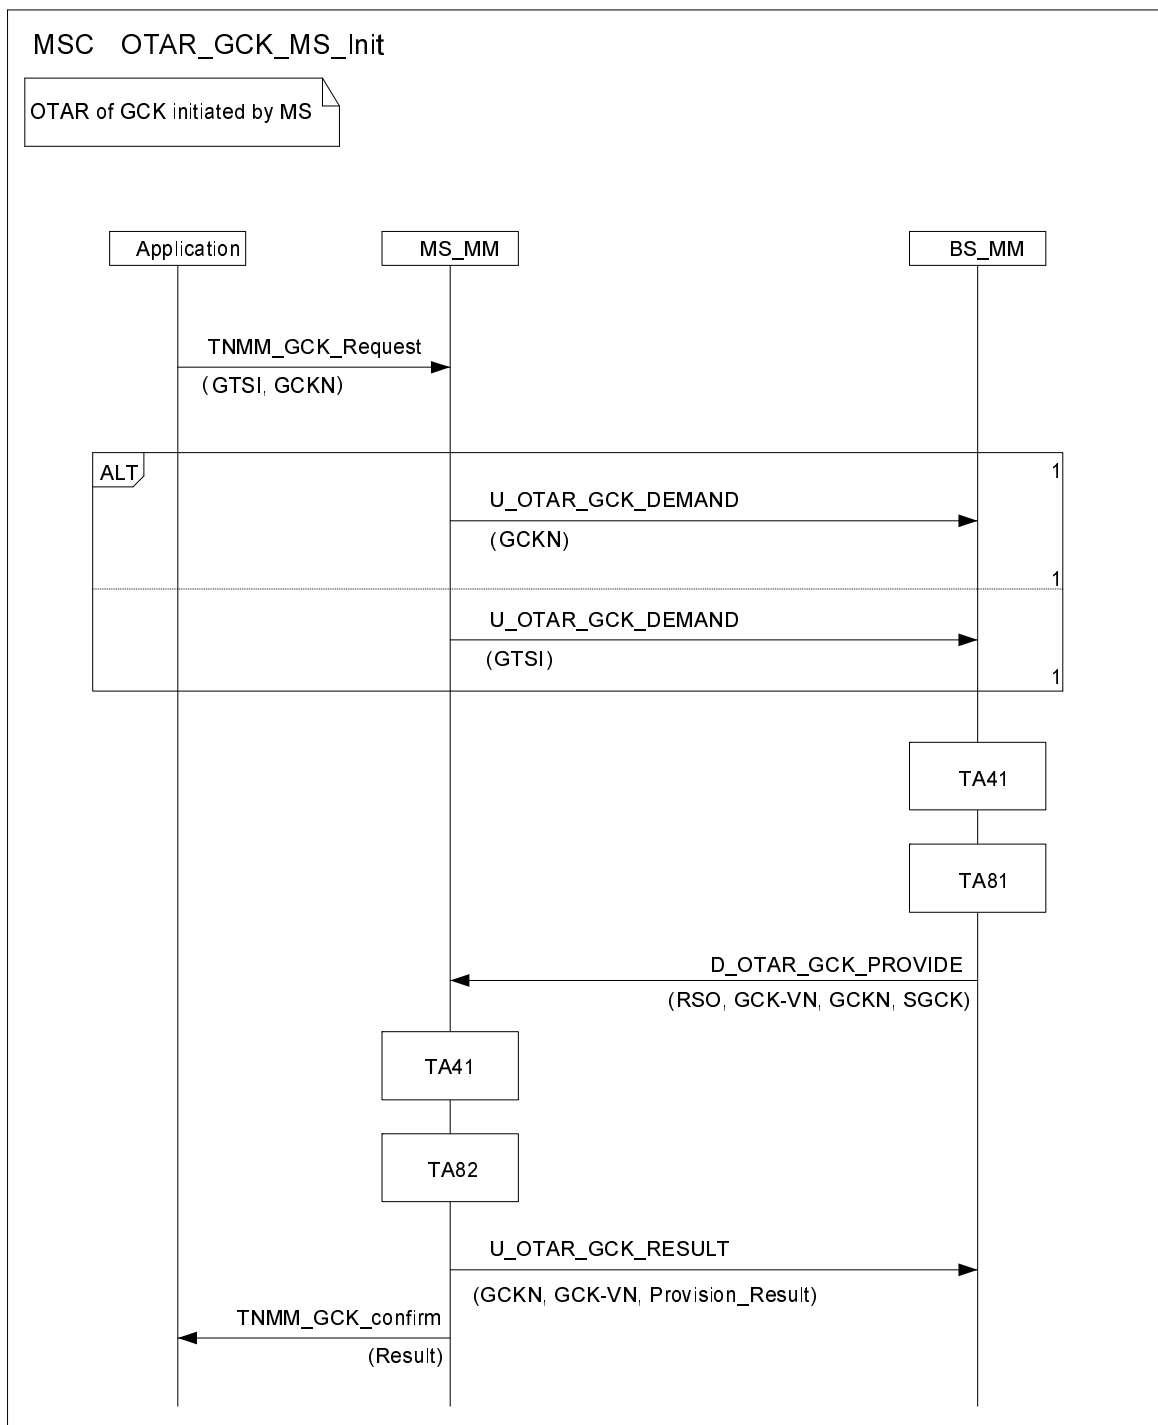 MSC OTAR_GCK_MS_Init
OTAR of GCK initiated by MS
Application
MS_MM
BS_MM
TNMM_GCK_Request
(GTSI, GCKN)
ALT
1
U_OTAR_GCK_DEMAND
(GCKN)
1
U_OTAR_GCK_DEMAND
(GTSI)
1
TA41
TA81
D_OTAR_GCK_PROVIDE
(RSO, GCK-VN, GCKN, SGCK)
TA41
TA82
U_OTAR_GCK_RESULT
(GCKN, GCK-VN, Provision_Result)
TNMM_GCK_confirm
(Result)